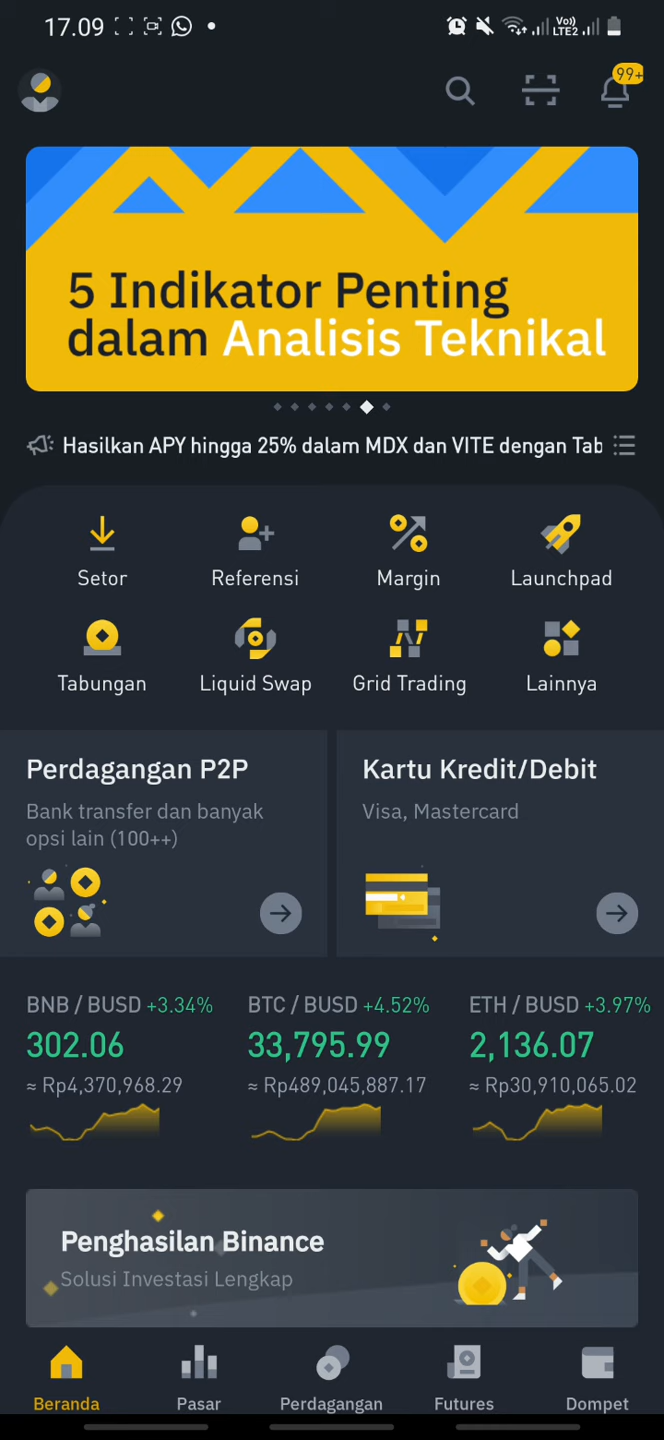 17.09
Vo))
LTE2
99+
5 Indikator Penting
dalam Analisis Teknikal
Hasilkan APY hingga 25% dalam MDX dan VITE dengan Tab
Setor Referensi Margin Launchpad
Tabungan Liquid Swap Grid Trading Lainnya
Perdagangan P2P
Bank transfer dan banyak
opsi lain (100++)
Kartu Kredit/Debit
Visa, Mastercard
BNB / BUSD +3.34% BTC / BUSD +4.52% ETH / BUSD +3.97%
302.06 33,795.99 2,136.07
≈ Rp4,370,968.29 ≈ Rp489,045,887.17 ≈ Rp30,910,065.02
Penghasilan Binance
Solusi Investasi Lengkap
Beranda Pasar Perdagangan Futures Dompet